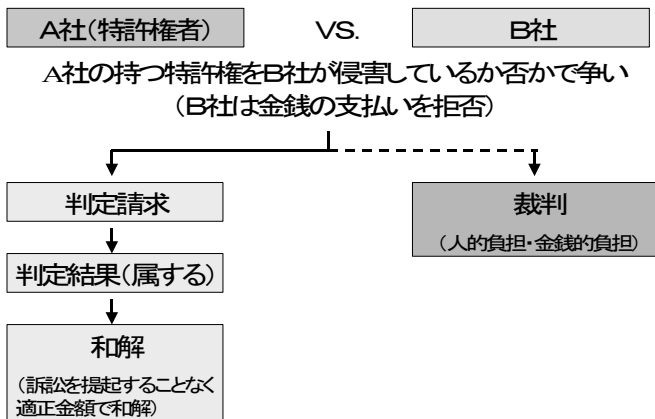 A社(特許権者) VS. B社
A社の持つ特許権をB社が侵害しているか否かで争い
(B社は金銭の支払いを拒否)
判定請求 裁判
(人的負担・金銭的負担)
判定結果(属する)
和解
(訴訟を提起することなく
適正金額で和解)